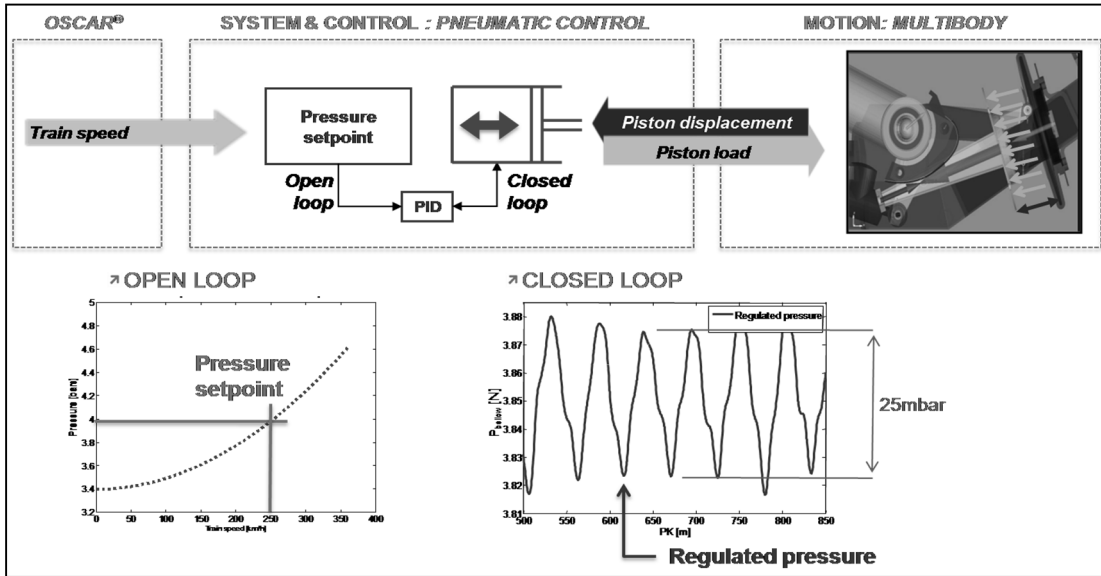 OSCAR®
SYSTEM & CONTROL : PNEUMATIC CONTROL
MOTION: MULTIBODY
Train speed
Pressure
setpoint
Open
loop
PID
Closed
loop
Piston displacement
Piston load
↗ OPEN LOOP
5
4.8
4.6
4.4
4.2
4
3.8
3.6
3.4
3.2
Pressure
setpoint
0 50 100 150 200 250 300 350 400
Train speed [km/h]
↗ CLOSED LOOP
3.88
3.87
3.86
3.85
3.84
3.83
3.82
3.81
P bellow [N]
Regulated pressure
25mbar
500 550 600 650 700 750 800 850
PK [m]
Regulated pressure